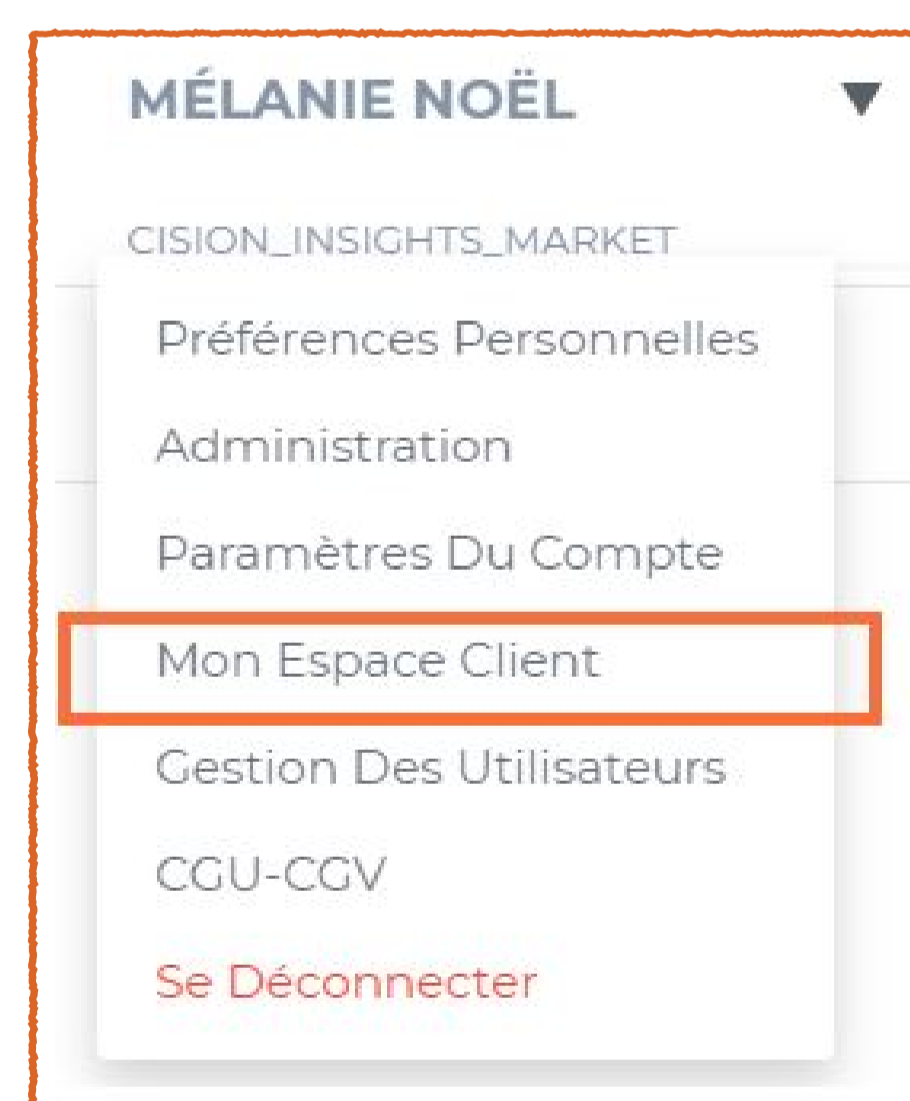 MÉLANIE NOËL
CISION_INSIGHTS_MARKET
Préférences Personnelles
Administration
Paramètres Du Compte
Mon Espace Client
Gestion Des Utilisateurs
CGU-CGV
Se Déconnecter